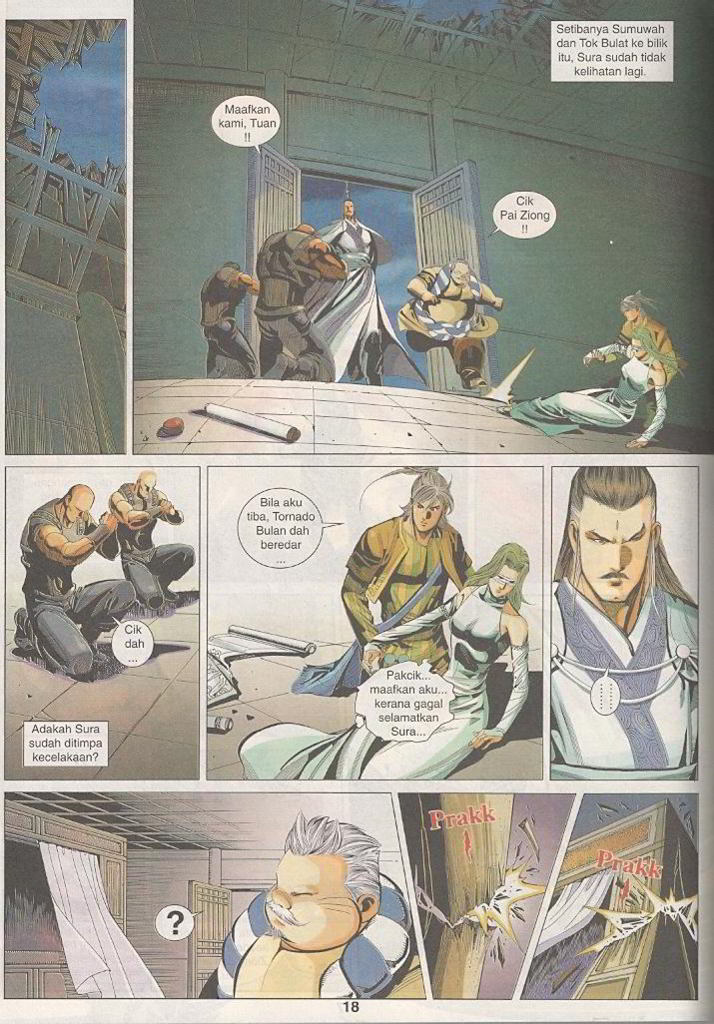 Setibanya Sumuwah
dan Tok Bulat ke bilik
itu, Sura sudah tidak
kelihatan lagi.
Maafkan
kami, Tuan
!!
Cik
Pai Ziong
!!
Cik
dah
...
Adakah Sura
sudah ditimpa
kecelakaan?
Bila aku
tiba, Tornado
Bulan dah
beredar
...
Pakcik...
maafkan aku...
kerana gagal
selamatkan
Sura...
......
?
Prakk
Prakk
18